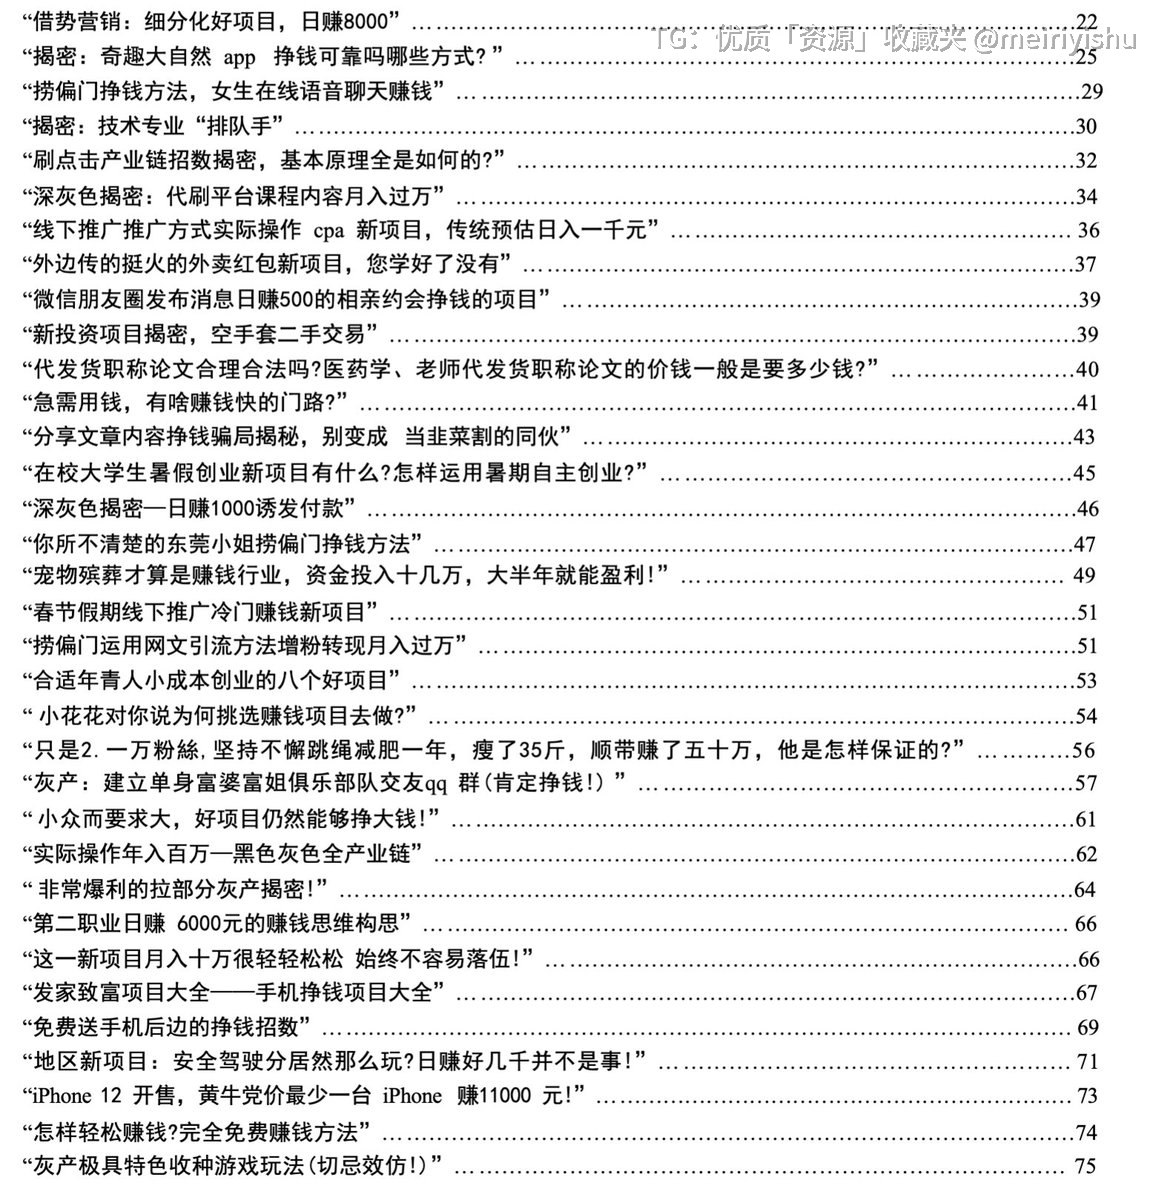 “借势营销：细分化好项目，日赚8000” ... 22
TG：优质「资源」收藏夹 @meiriyishu
“揭密：奇趣大自然 app 挣钱可靠吗哪些方式?” ... 25
“捞偏门挣钱方法，女生在线语音聊天赚钱” ... 29
“揭密：技术专业“排队手” ... 30
“刷点击产业链招数揭密，基本原理全是如何的?” ... 32
“深灰色揭密：代刷平台课程内容月入过万” ... 34
“线下推广推广方式实际操作 cpa 新项目，传统预估日入一千元” ... 36
“外边传的挺火的外卖红包新项目，您学好了没有” ... 37
“微信朋友圈发布消息日赚500的相亲约会挣钱的项目” ... 39
“新投资项目揭密，空手套二手交易” ... 39
“代发货职称论文合理合法吗?医药学、老师代发货职称论文的价钱一般是要多少钱?” ... 40
“急需用钱，有啥赚钱快的门路?” ... 41
“分享文章内容挣钱骗局揭秘，别变成 当韭菜割的同伙” ... 43
“在校大学生暑假创业新项目有什么?怎样运用暑期自主创业?” ... 45
“深灰色揭密—日赚1000诱发付款” ... 46
“你所不清楚的东莞小姐捞偏门挣钱方法” ... 47
“宠物殡葬才算是赚钱行业，资金投入十几万，大半年就能盈利!” ... 49
“春节假期线下推广冷门赚钱新项目” ... 51
“捞偏门运用网文引流方法增粉转现月入过万” ... 51
“合适年青人小成本创业的八个好项目” ... 53
“ 小花花对你说为何挑选赚钱项目去做?” ... 54
“只是2.一万粉絲,坚持不懈跳绳减肥一年，瘦了35斤，顺带赚了五十万，他是怎样保证的?” ... 56
“灰产：建立单身富婆富姐俱乐部队交友qq 群(肯定挣钱!) ” ... 57
“ 小众而要求大，好项目仍然能够挣大钱!” ... 61
“实际操作年入百万—黑色灰色全产业链” ... 62
“ 非常爆利的拉部分灰产揭密!” ... 64
“第二职业日赚 6000元的赚钱思维构思” ... 66
“这一新项目月入十万很轻轻松松 始终不容易落伍!” ... 66
“发家致富项目大全——手机挣钱项目大全” ... 67
“免费送手机后边的挣钱招数” ... 69
“地区新项目：安全驾驶分居然那么玩?日赚好几千并不是事!” ... 71
“iPhone 12 开售，黄牛党价最少一台 iPhone 赚11000 元!” ... 73
“怎样轻松赚钱?完全免费赚钱方法” ... 74
“灰产极具特色收种游戏玩法(切忌效仿!)” ... 75